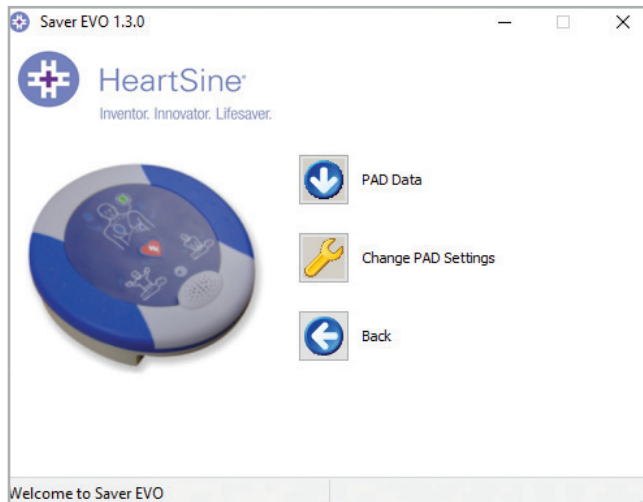 Saver EVO 1.3.0
HeartSine®
Inventor. Innovator. Lifesaver.
PAD Data
Change PAD Settings
Back
Welcome to Saver EVO